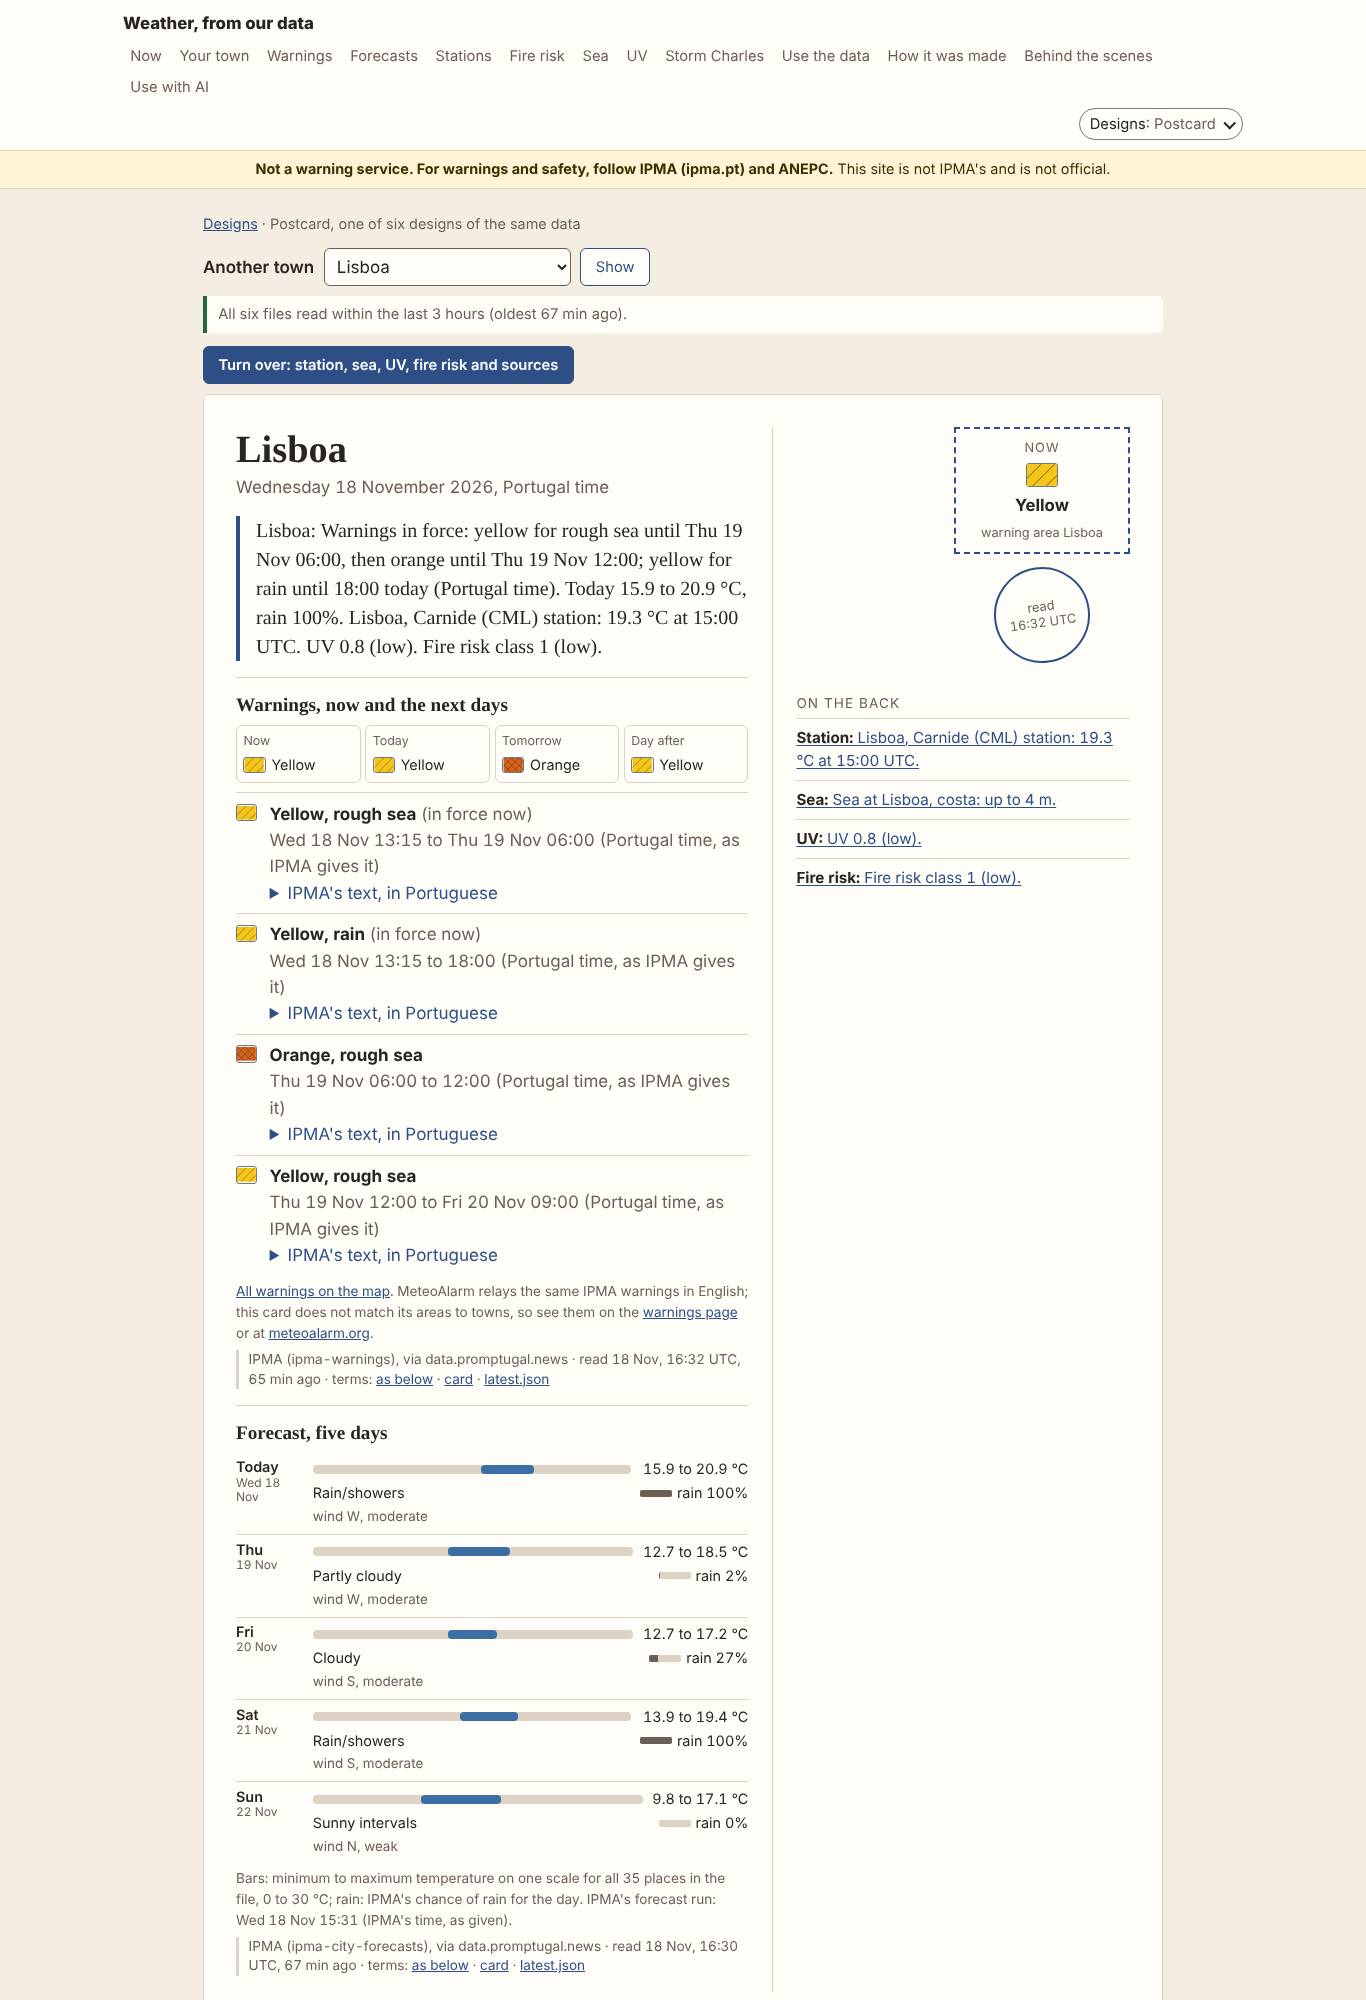 Weather, from our data
Now Your town Warnings Forecasts Stations Fire risk Sea UV Storm Charles Use the data How it was made Behind the scenes
Use with AI
Designs: Postcard
Not a warning service. For warnings and safety, follow IPMA (ipma.pt) and ANEPC. This site is not IPMA's and is not official.
Designs · Postcard, one of six designs of the same data
Another town Lisboa Show
All six files read within the last 3 hours (oldest 67 min ago).
Turn over: station, sea, UV, fire risk and sources
Lisboa
Wednesday 18 November 2026, Portugal time
Lisboa: Warnings in force: yellow for rough sea until Thu 19
Nov 06:00, then orange until Thu 19 Nov 12:00; yellow for
rain until 18:00 today (Portugal time). Today 15.9 to 20.9 °C,
rain 100%. Lisboa, Carnide (CML) station: 19.3 °C at 15:00
UTC. UV 0.8 (low). Fire risk class 1 (low).
Warnings, now and the next days
Now Today Tomorrow Day after
Yellow Yellow Orange Yellow
Yellow, rough sea (in force now)
Wed 18 Nov 13:15 to Thu 19 Nov 06:00 (Portugal time, as
IPMA gives it)
IPMA's text, in Portuguese
Yellow, rain (in force now)
Wed 18 Nov 13:15 to 18:00 (Portugal time, as IPMA gives
it)
IPMA's text, in Portuguese
Orange, rough sea
Thu 19 Nov 06:00 to 12:00 (Portugal time, as IPMA gives
it)
IPMA's text, in Portuguese
Yellow, rough sea
Thu 19 Nov 12:00 to Fri 20 Nov 09:00 (Portugal time, as
IPMA gives it)
IPMA's text, in Portuguese
All warnings on the map. MeteoAlarm relays the same IPMA warnings in English;
this card does not match its areas to towns, so see them on the warnings page
or at meteoalarm.org.
IPMA (ipma-warnings), via data.promptugal.news · read 18 Nov, 16:32 UTC,
65 min ago · terms: as below · card · latest.json
Forecast, five days
Today 15.9 to 20.9 °C
Wed 18
Nov
Rain/showers rain 100%
wind W, moderate
Thu 12.7 to 18.5 °C
19 Nov
Partly cloudy rain 2%
wind W, moderate
Fri 12.7 to 17.2 °C
20 Nov
Cloudy rain 27%
wind S, moderate
Sat 13.9 to 19.4 °C
21 Nov
Rain/showers rain 100%
wind S, moderate
Sun 9.8 to 17.1 °C
22 Nov
Sunny intervals rain 0%
wind N, weak
Bars: minimum to maximum temperature on one scale for all 35 places in the
file, 0 to 30 °C; rain: IPMA's chance of rain for the day. IPMA's forecast run:
Wed 18 Nov 15:31 (IPMA's time, as given).
IPMA (ipma-city-forecasts), via data.promptugal.news · read 18 Nov, 16:30
UTC, 67 min ago · terms: as below · card · latest.json
NOW
Yellow
warning area Lisboa
read
16:32 UTC
ON THE BACK
Station: Lisboa, Carnide (CML) station: 19.3
°C at 15:00 UTC.
Sea: Sea at Lisboa, costa: up to 4 m.
UV: UV 0.8 (low).
Fire risk: Fire risk class 1 (low).